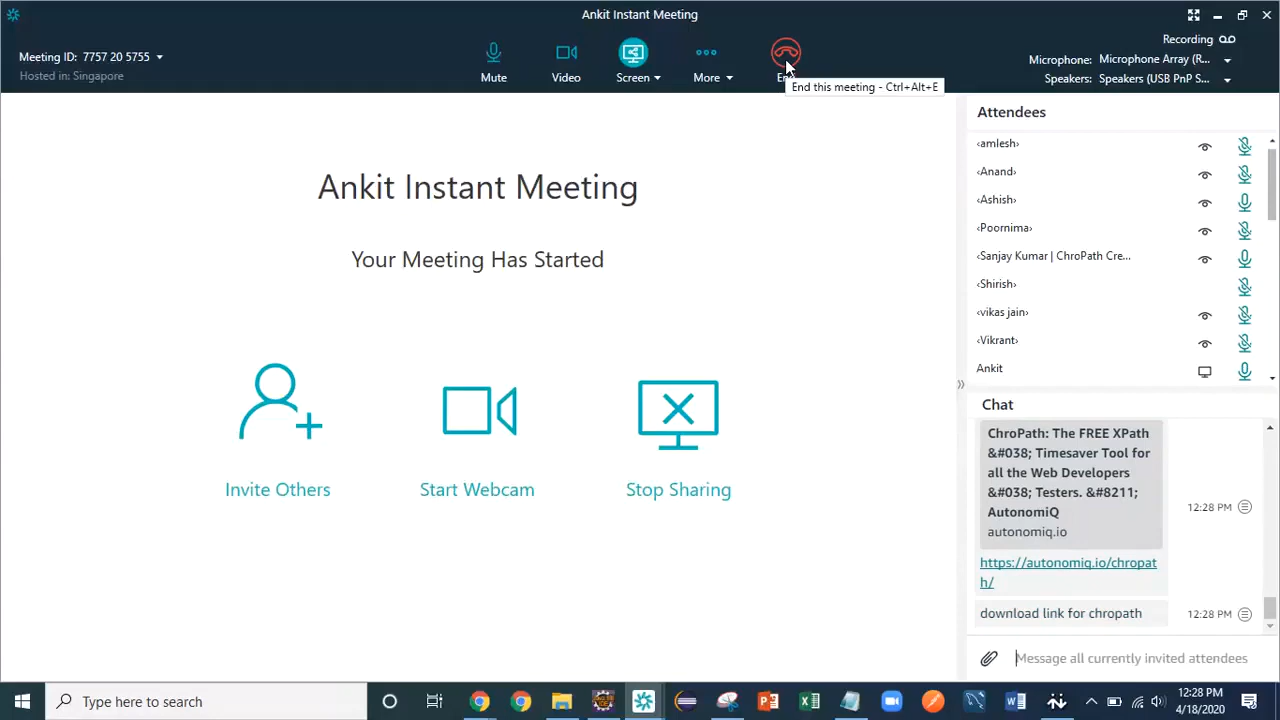 Ankit Instant Meeting
Recording
Meeting ID: 7757 20 5755
Hosted in: Singapore
Mute
Video
Screen
More
End
Microphone: Microphone Array (R...
Speakers: Speakers (USB PnP S...
End this meeting - Ctrl+Alt+E
Ankit Instant Meeting
Your Meeting Has Started
Invite Others
Start Webcam
Stop Sharing
Attendees
‹amlesh›
‹Anand›
‹Ashish›
‹Poornima›
‹Sanjay Kumar | ChroPath Cre...
‹Shirish›
‹vikas jain›
‹Vikrant›
Ankit
Chat
ChroPath: The FREE XPath
&#038; Timesaver Tool for
all the Web Developers
&#038; Testers. &#8211;
AutonomiQ
autonomiq.io
12:28 PM
https://autonomiq.io/chropat
h/
download link for chropath
12:28 PM
Message all currently invited attendees
Type here to search
12:28 PM
4/18/2020